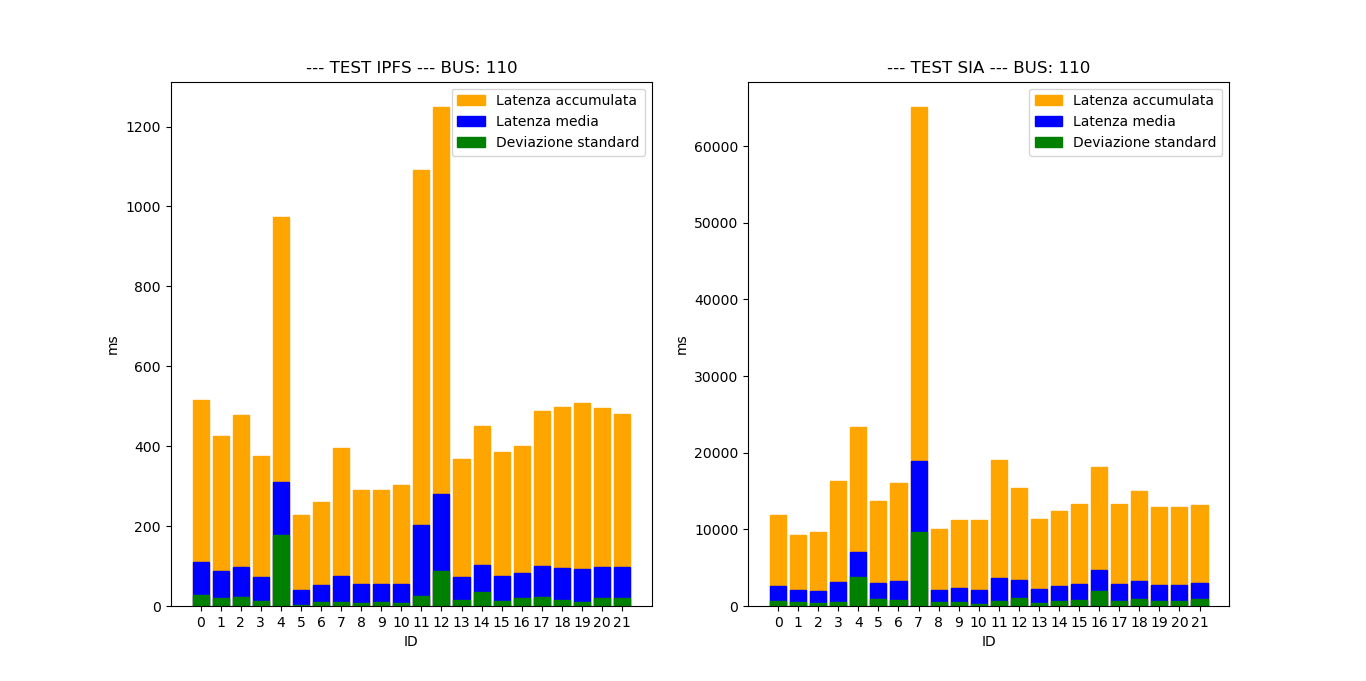 --- TEST IPFS --- BUS: 110
Latenza accumulata
Latenza media
Deviazione standard
1200
1000
800
600
400
200
0
ms
0 1 2 3 4 5 6 7 8 9 10 11 12 13 14 15 16 17 18 19 20 21
ID
--- TEST SIA --- BUS: 110
Latenza accumulata
Latenza media
Deviazione standard
60000
50000
40000
30000
20000
10000
0
ms
0 1 2 3 4 5 6 7 8 9 10 11 12 13 14 15 16 17 18 19 20 21
ID